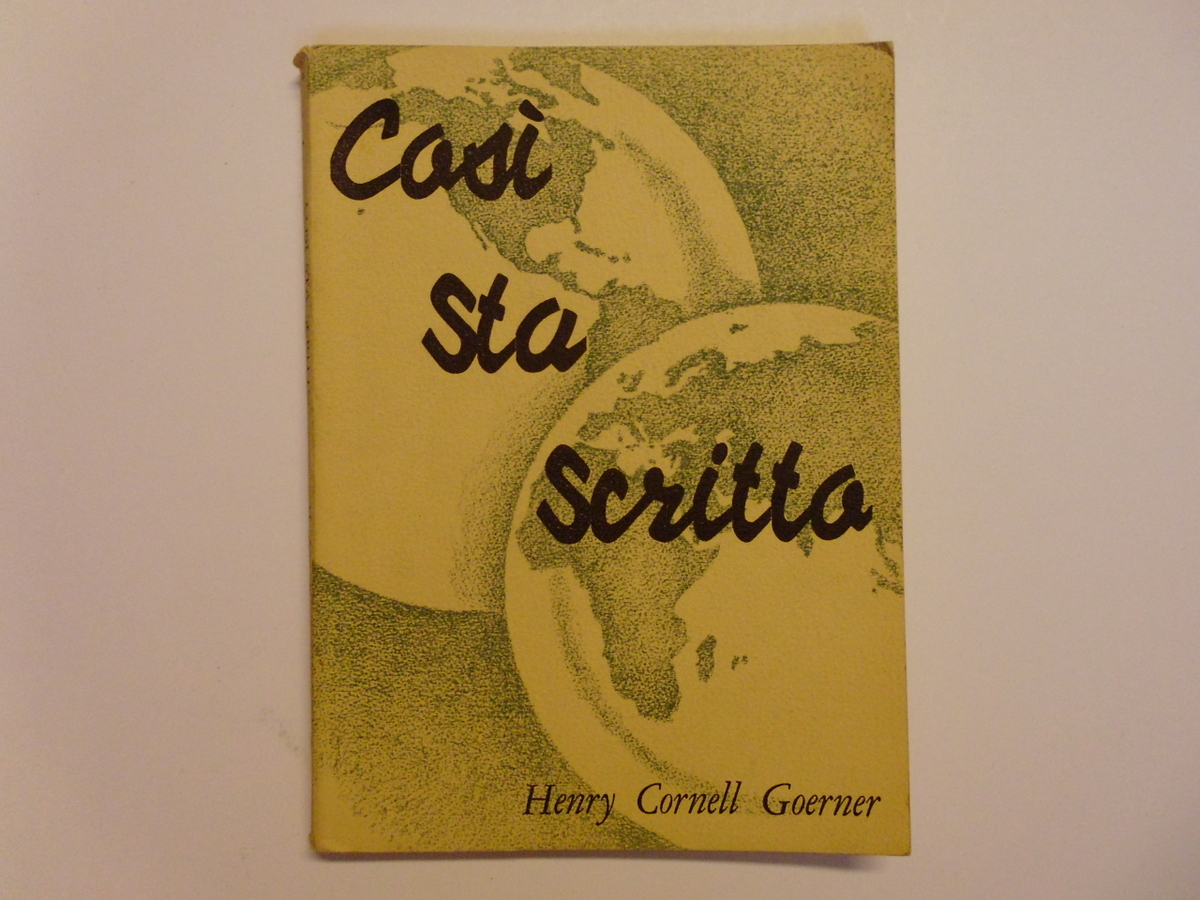 Così
Sta
Scritto
Henry Cornell Goerner